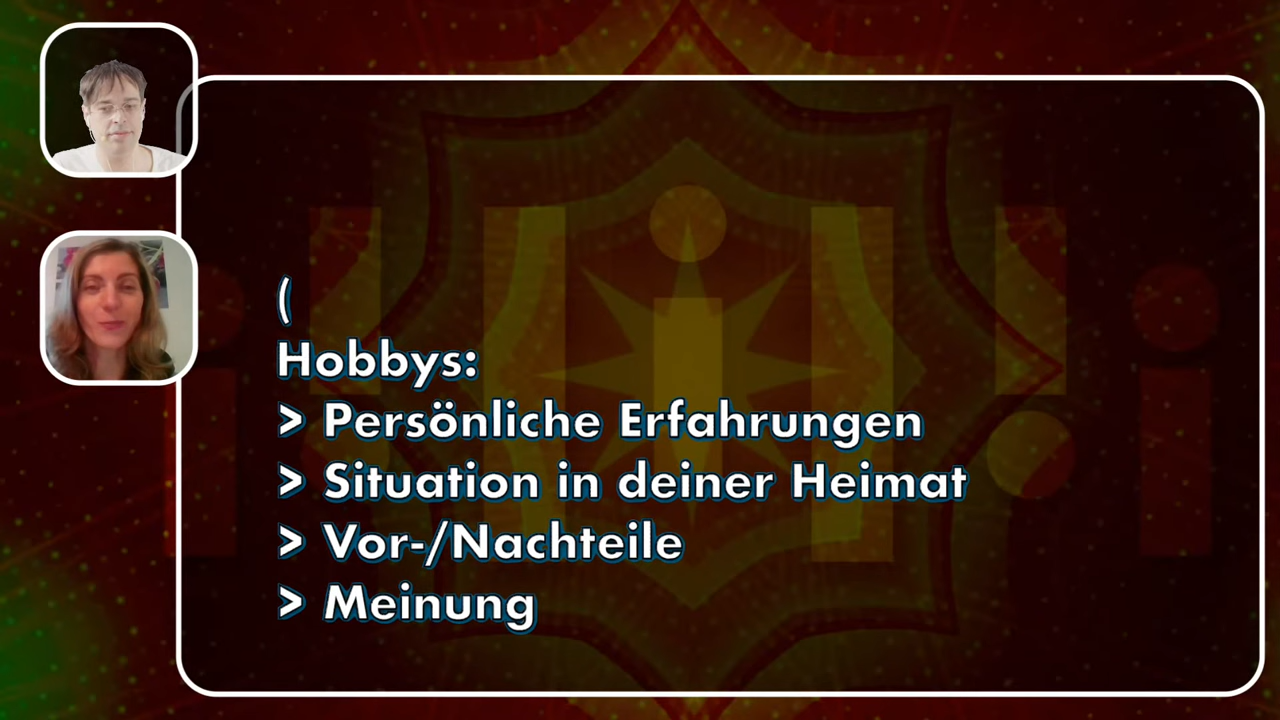 (
Hobbys:
> Persönliche Erfahrungen
> Situation in deiner Heimat
> Vor-/Nachteile
> Meinung